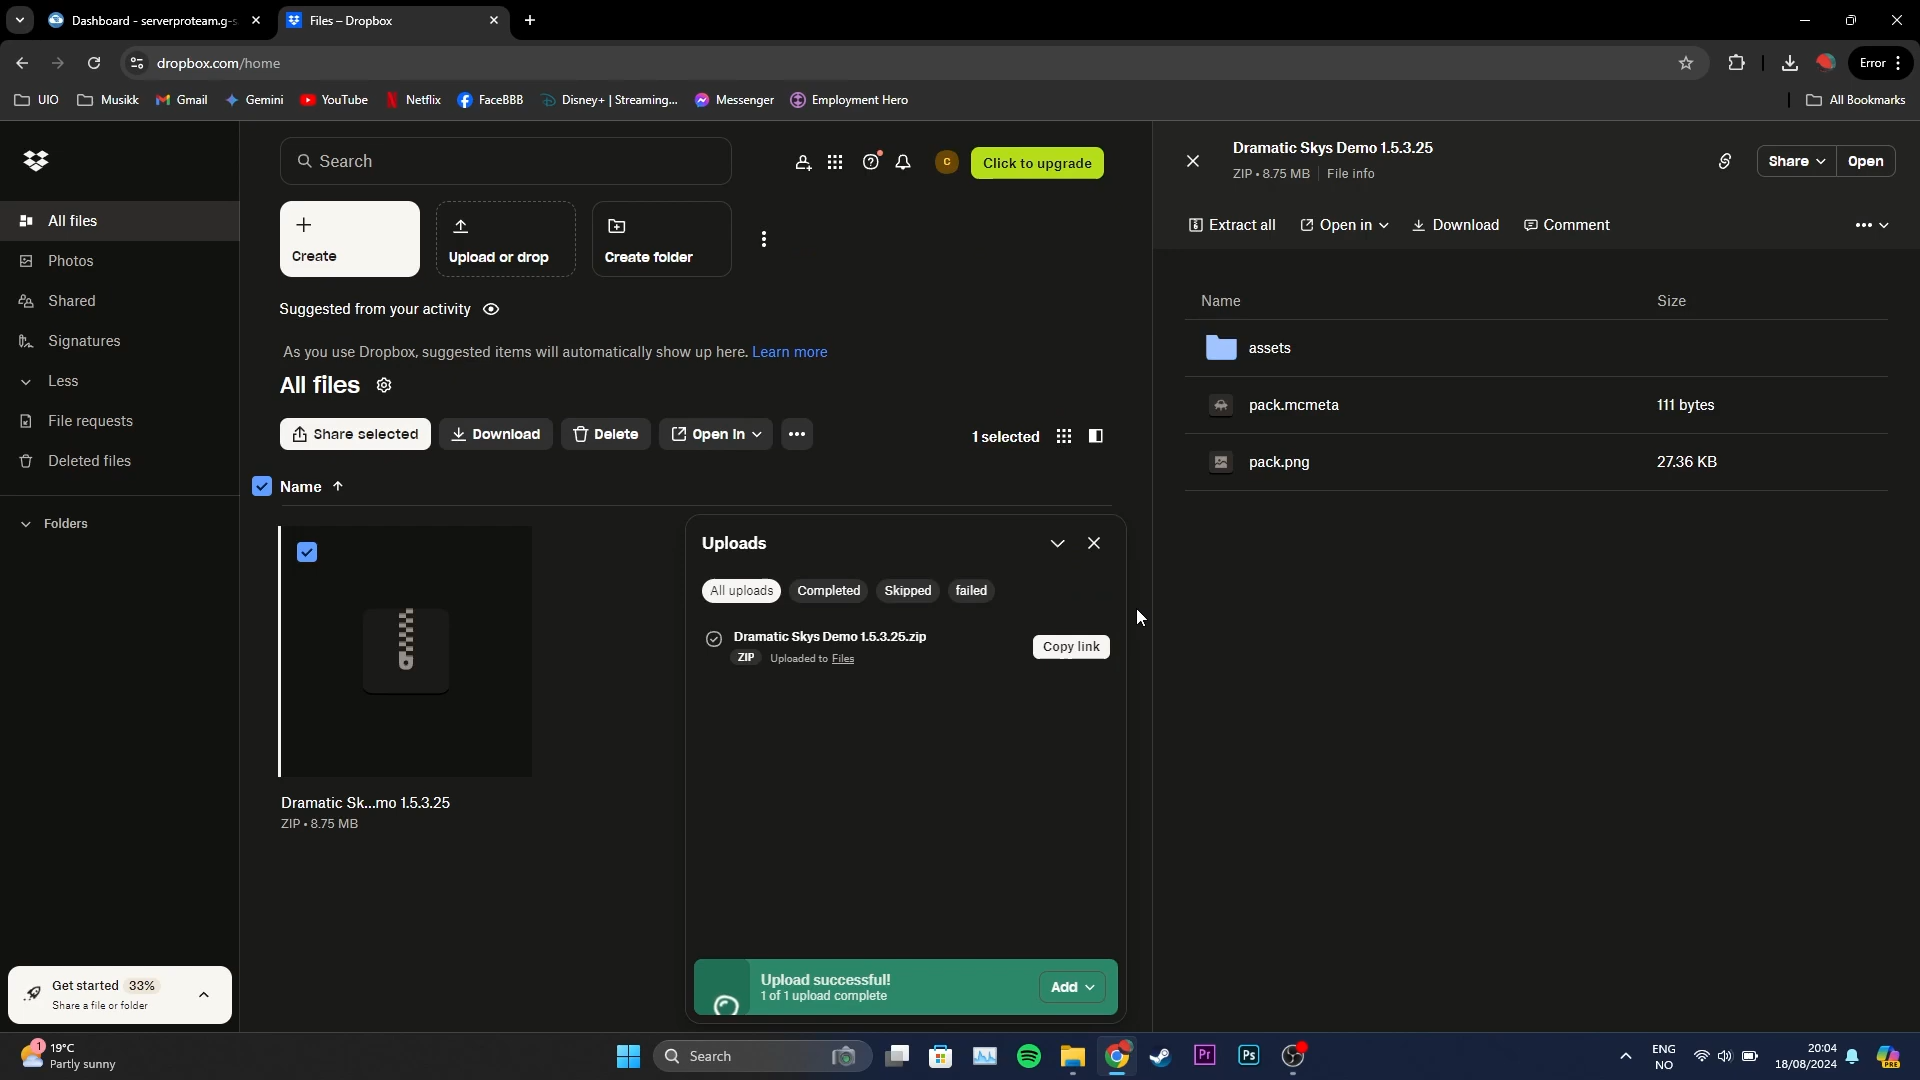 Dashboard - serverproteam.g-s
Files – Dropbox
dropbox.com/home
Error
UIO
Musikk
Gmail
Gemini
YouTube
Netflix
FaceBBB
Disney+ | Streaming...
Messenger
Employment Hero
All Bookmarks
Search
C
Click to upgrade
Dramatic Skys Demo 1.5.3.25
ZIP • 8.75 MB
File info
Share
Open
All files
Photos
Shared
Signatures
Less
File requests
Deleted files
Folders
Create
Upload or drop
Create folder
Extract all
Open in
Download
Comment
Suggested from your activity
As you use Dropbox, suggested items will automatically show up here. Learn more
All files
Share selected
Download
Delete
Open in
1 selected
Name
Name
Size
assets
pack.mcmeta
111 bytes
pack.png
27.36 KB
Dramatic Sk...mo 1.5.3.25
ZIP • 8.75 MB
Uploads
All uploads
Completed
Skipped
failed
Dramatic Skys Demo 1.5.3.25.zip
ZIP
Uploaded to Files
Copy link
Upload successful!
1 of 1 upload complete
Add
Get started
33%
Share a file or folder
1
19°C
Partly sunny
Search
Pr
Ps
ENG
NO
20:04
18/08/2024
PRE